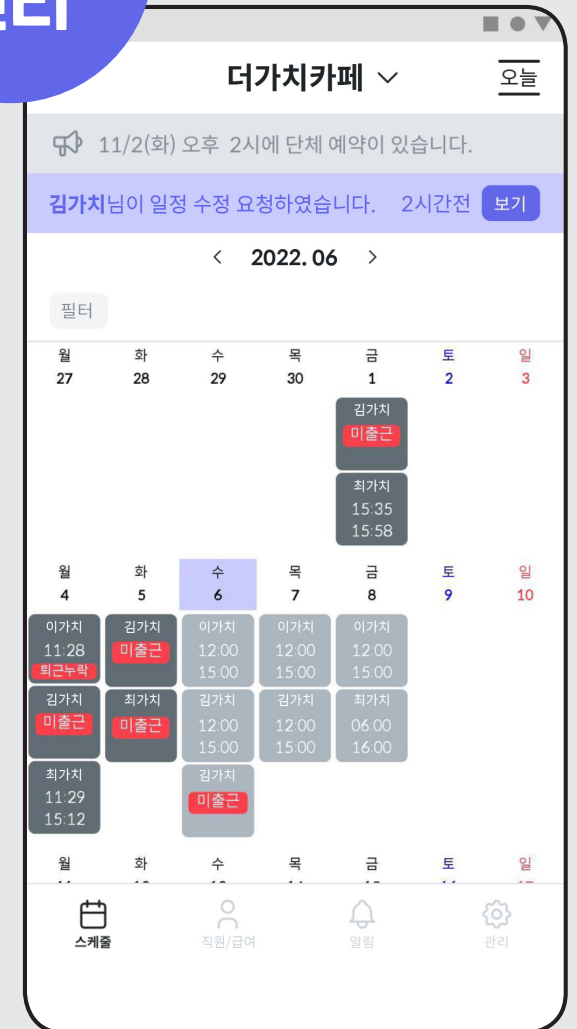 터
더가치카페
오늘
11/2(화) 오후 2시에 단체 예약이 있습니다.
김가치님이 일정 수정 요청하였습니다. 2시간전 보기
< 2022. 06 >
필터
월 화 수 목 금 토 일
27 28 29 30 1 2 3
김가치
미출근
최가치
15:35
15:58
월 화 수 목 금 토 일
4 5 6 7 8 9 10
이가치 김가치 이가치 이가치 이가치
11:28 미출근 12:00 12:00 12:00
퇴근누락 15:00 15:00 15:00
김가치 최가치 김가치 김가치 최가치
미출근 미출근 12:00 12:00 06:00
15:00 15:00 16:00
최가치 김가치
11:29 미출근
15:12
월 화 수 목 금 토 일
스케줄 직원/급여 알림 관리